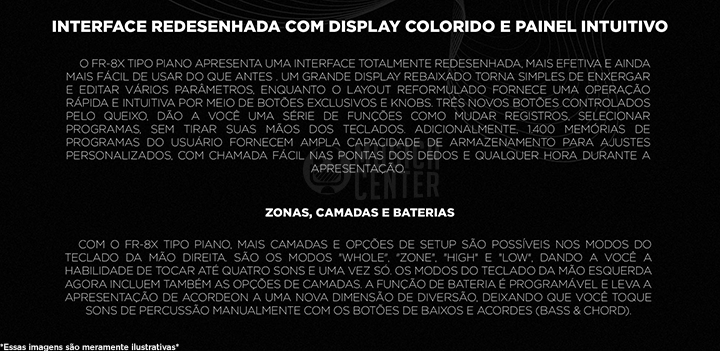 INTERFACE REDESENHADA COM DISPLAY COLORIDO E PAINEL INTUITIVO
O FR-8X TIPO PIANO APRESENTA UMA INTERFACE TOTALMENTE REDESENHADA, MAIS EFETIVA E AINDA
MAIS FÁCIL DE USAR DO QUE ANTES . UM GRANDE DISPLAY REBAIXADO TORNA SIMPLES DE ENXERGAR
E EDITAR VÁRIOS PARÂMETROS, ENQUANTO O LAYOUT REFORMULADO FORNECE UMA OPERAÇÃO
RÁPIDA E INTUITIVA POR MEIO DE BOTÕES EXCLUSIVOS E KNOBS. TRÊS NOVOS BOTÕES CONTROLADOS
PELO QUEIXO, DÃO A VOCÊ UMA SÉRIE DE FUNÇÕES COMO MUDAR REGISTROS, SELECIONAR
PROGRAMAS, SEM TIRAR SUAS MÃOS DOS TECLADOS. ADICIONALMENTE, 1.400 MEMÓRIAS DE
PROGRAMAS DO USUÁRIO FORNECEM AMPLA CAPACIDADE DE ARMAZENAMENTO PARA AJUSTES
PERSONALIZADOS, COM CHAMADA FÁCIL NAS PONTAS DOS DEDOS E QUALQUER HORA DURANTE A
APRESENTAÇÃO.
CENTER
ZONAS, CAMADAS E BATERIAS
COM O FR-8X TIPO PIANO, MAIS CAMADAS E OPÇÕES DE SETUP SÃO POSSÍVEIS NOS MODOS DO
TECLADO DA MÃO DIREITA. SÃO OS MODOS "WHOLE", "ZONE", "HIGH" E "LOW", DANDO A VOCÊ A
HABILIDADE DE TOCAR ATÉ QUATRO SONS E UMA VEZ SÓ. OS MODOS DO TECLADO DA MÃO ESQUERDA
AGORA INCLUEM TAMBÉM AS OPÇÕES DE CAMADAS. A FUNÇÃO DE BATERIA É PROGRAMÁVEL E LEVA A
APRESENTAÇÃO DE ACORDEON A UMA NOVA DIMENSÃO DE DIVERSÃO, DEIXANDO QUE VOCÊ TOQUE
SONS DE PERCUSSÃO MANUALMENTE COM OS BOTÕES DE BAIXOS E ACORDES (BASS & CHORD).
*Essas imagens são meramente ilustrativas*